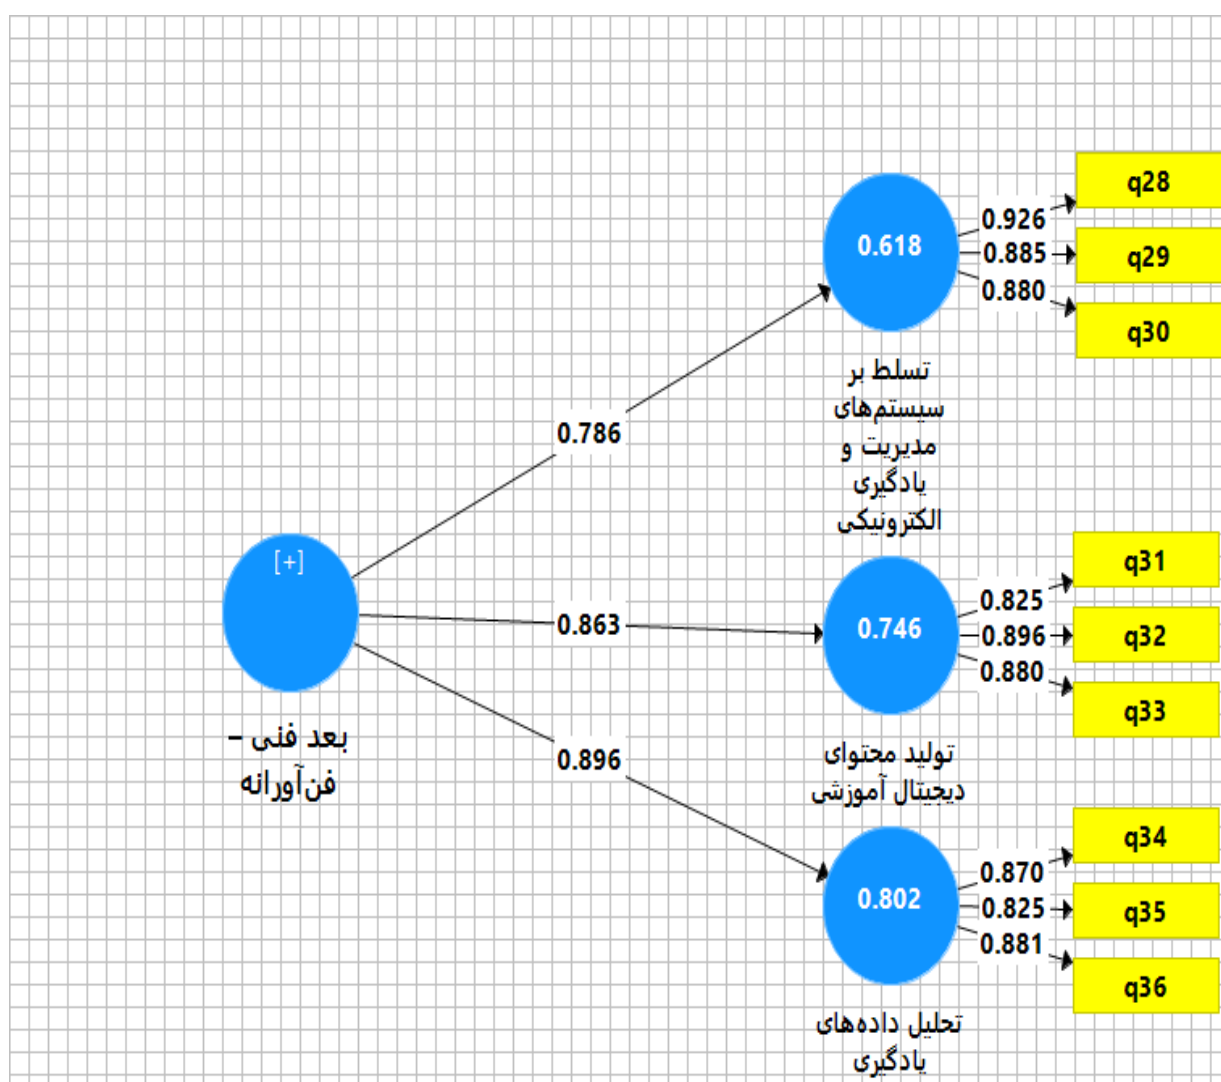 q28
0.926
0.618
0.885
q29
0.880
q30
تسلط بر
سیستم‌های
مدیریت و
یادگیری
الکترونیکی
0.786
[+]
بعد فنی –
فن‌آورانه
0.863
q31
0.825
0.746
0.896
q32
0.880
q33
تولید محتوای
دیجیتال آموزشی
0.896
q34
0.870
0.802
0.825
q35
0.881
q36
تحلیل داده‌های
یادگیری